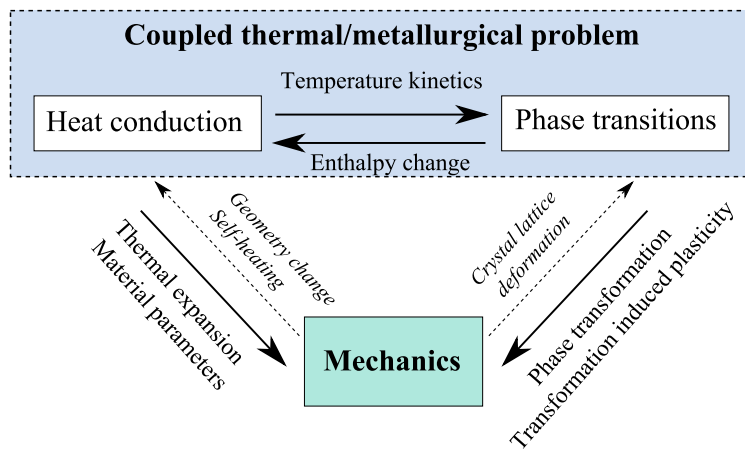 Coupled thermal/metallurgical problem
Temperature kinetics
Heat conduction
Phase transitions
Enthalpy change
Geometry change
Self-heating
Thermal expansion
Material parameters
Crystal lattice
deformation
Phase transformation
Transformation induced plasticity
Mechanics